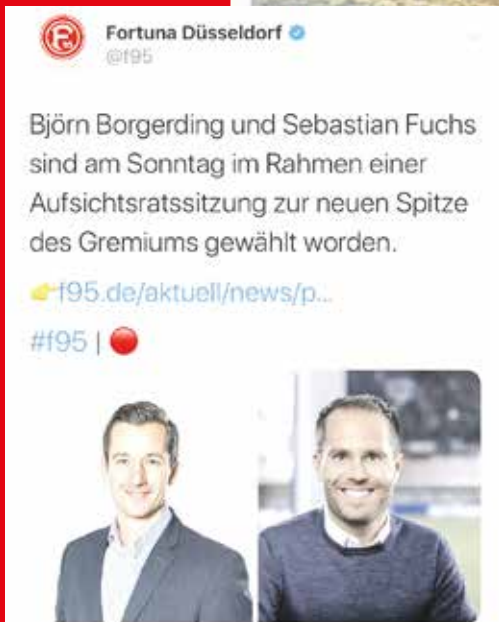 Fortuna Düsseldorf
@f95
Björn Borgerding und Sebastian Fuchs
sind am Sonntag im Rahmen einer
Aufsichtsratssitzung zur neuen Spitze
des Gremiums gewählt worden.
👉f95.de/aktuell/news/p...
#f95 | 🔴